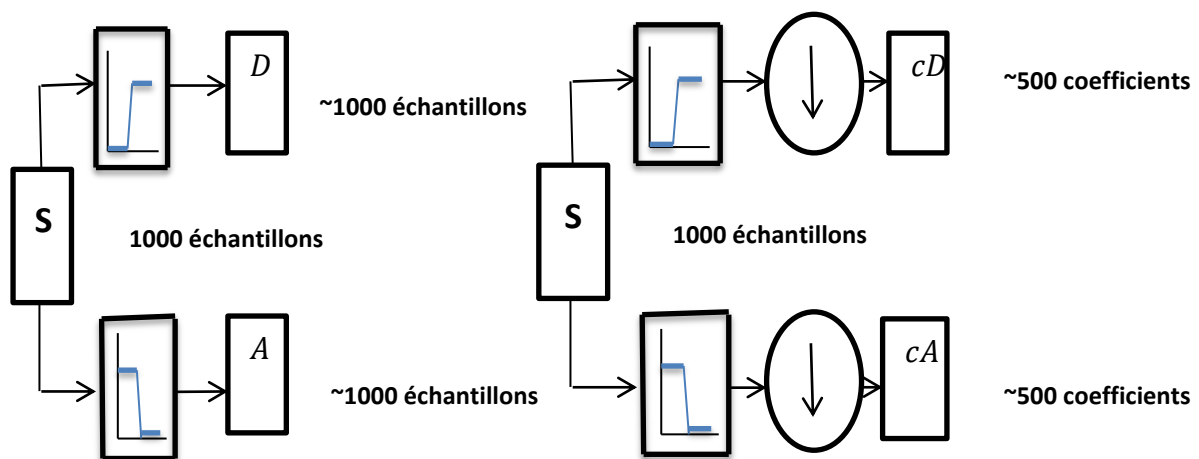 D
~1000 échantillons
S
1000 échantillons
A
~1000 échantillons
cD
~500 coefficients
S
1000 échantillons
cA
~500 coefficients